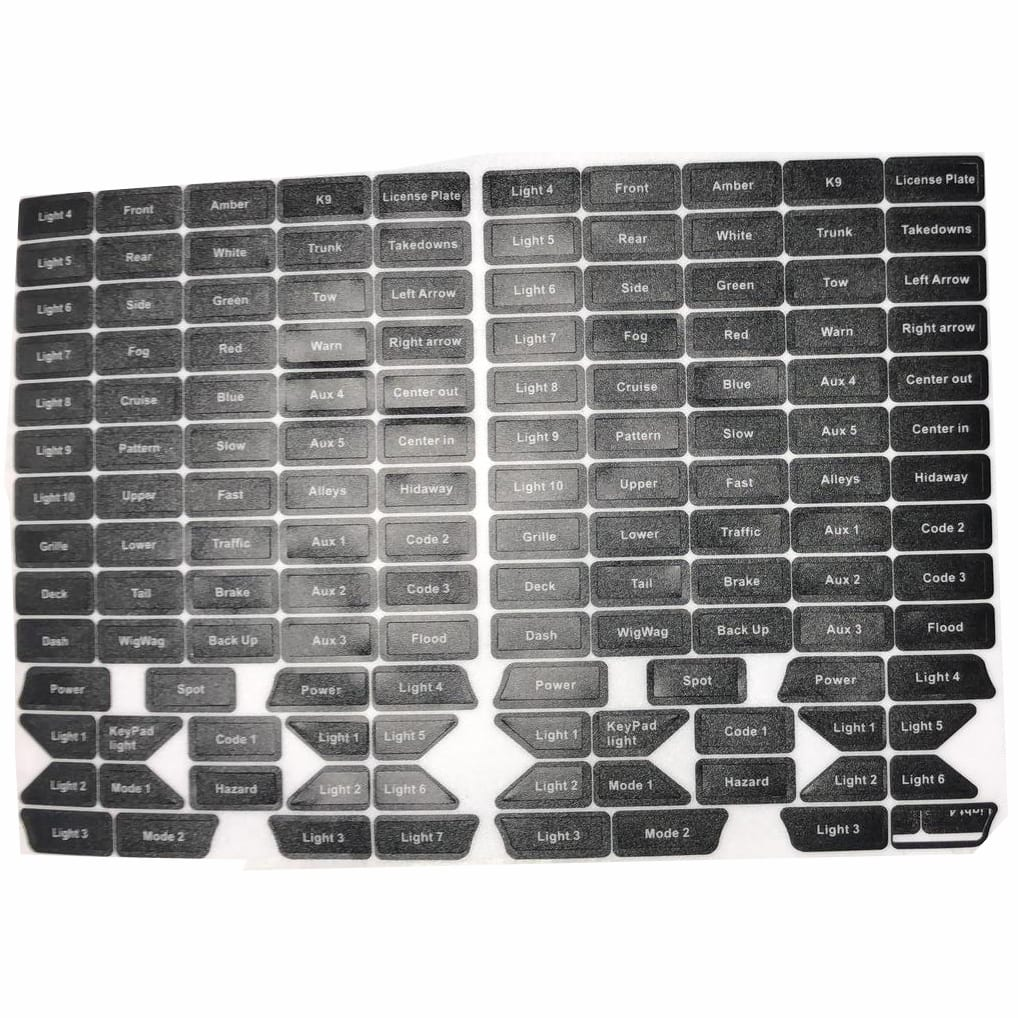 Light 4 Front Amber K9 License Plate Light 4 Front Amber K9 License Plate
Light 5 Rear White Trunk Takedowns Light 5 Rear White Trunk Takedowns
Light 6 Side Green Tow Left Arrow Light 6 Side Green Tow Left Arrow
Light 7 Fog Red Warn Right arrow Light 7 Fog Red Warn Right arrow
Light 8 Cruise Blue Aux 4 Center out Light 8 Cruise Blue Aux 4 Center out
Light 9 Pattern Slow Aux 5 Center in Light 9 Pattern Slow Aux 5 Center in
Light 10 Upper Fast Alleys Hidaway Light 10 Upper Fast Alleys Hidaway
Grille Lower Traffic Aux 1 Code 2 Grille Lower Traffic Aux 1 Code 2
Deck Tail Brake Aux 2 Code 3 Deck Tail Brake Aux 2 Code 3
Dash WigWag Back Up Aux 3 Flood Dash WigWag Back Up Aux 3 Flood
Power Spot Power Light 4 Power Spot Power Light 4
Light 1 KeyPad light Code 1 Light 1 Light 5 Light 1 KeyPad light Code 1 Light 1 Light 5
Light 2 Mode 1 Hazard Light 2 Light 6 Light 2 Mode 1 Hazard Light 2 Light 6
Light 3 Mode 2 Light 3 Light 7 Light 3 Mode 2 Light 3